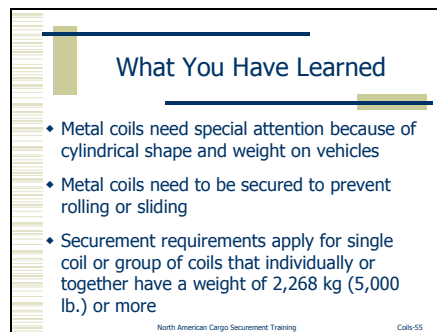 What You Have Learned
◆ Metal coils need special attention because of
cylindrical shape and weight on vehicles
◆ Metal coils need to be secured to prevent
rolling or sliding
◆ Securement requirements apply for single
coil or group of coils that individually or
together have a weight of 2,268 kg (5,000
lb.) or more
North American Cargo Securement Training
Coils-55